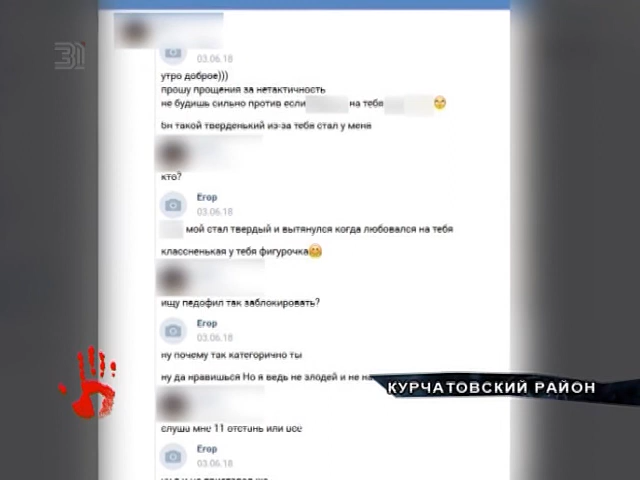 31
03.06.18
утро доброе)))
прошу прощения за нетактичность
не будишь сильно против если на тебя
он такой тверденький из-за тебя стал у меня
кто?
Егор
03.06.18
мой стал твердый и вытянулся когда любовался на тебя
классненькая у тебя фигурочка
ищу педофил так заблокировать?
Егор
03.06.18
ну почему так категорично ты
ну да нравишься Но я ведь не злодей и не
КУРЧАТОВСКИЙ РАЙОН
слуша мне 11 отстань или все
Егор
03.06.18